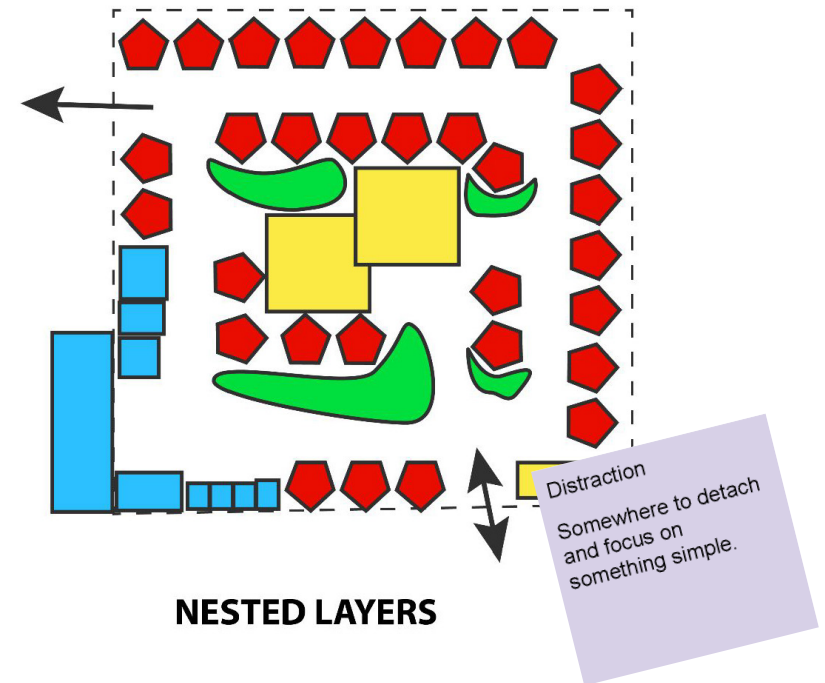 Distraction
Somewhere to detach
and focus on
something simple.
NESTED LAYERS